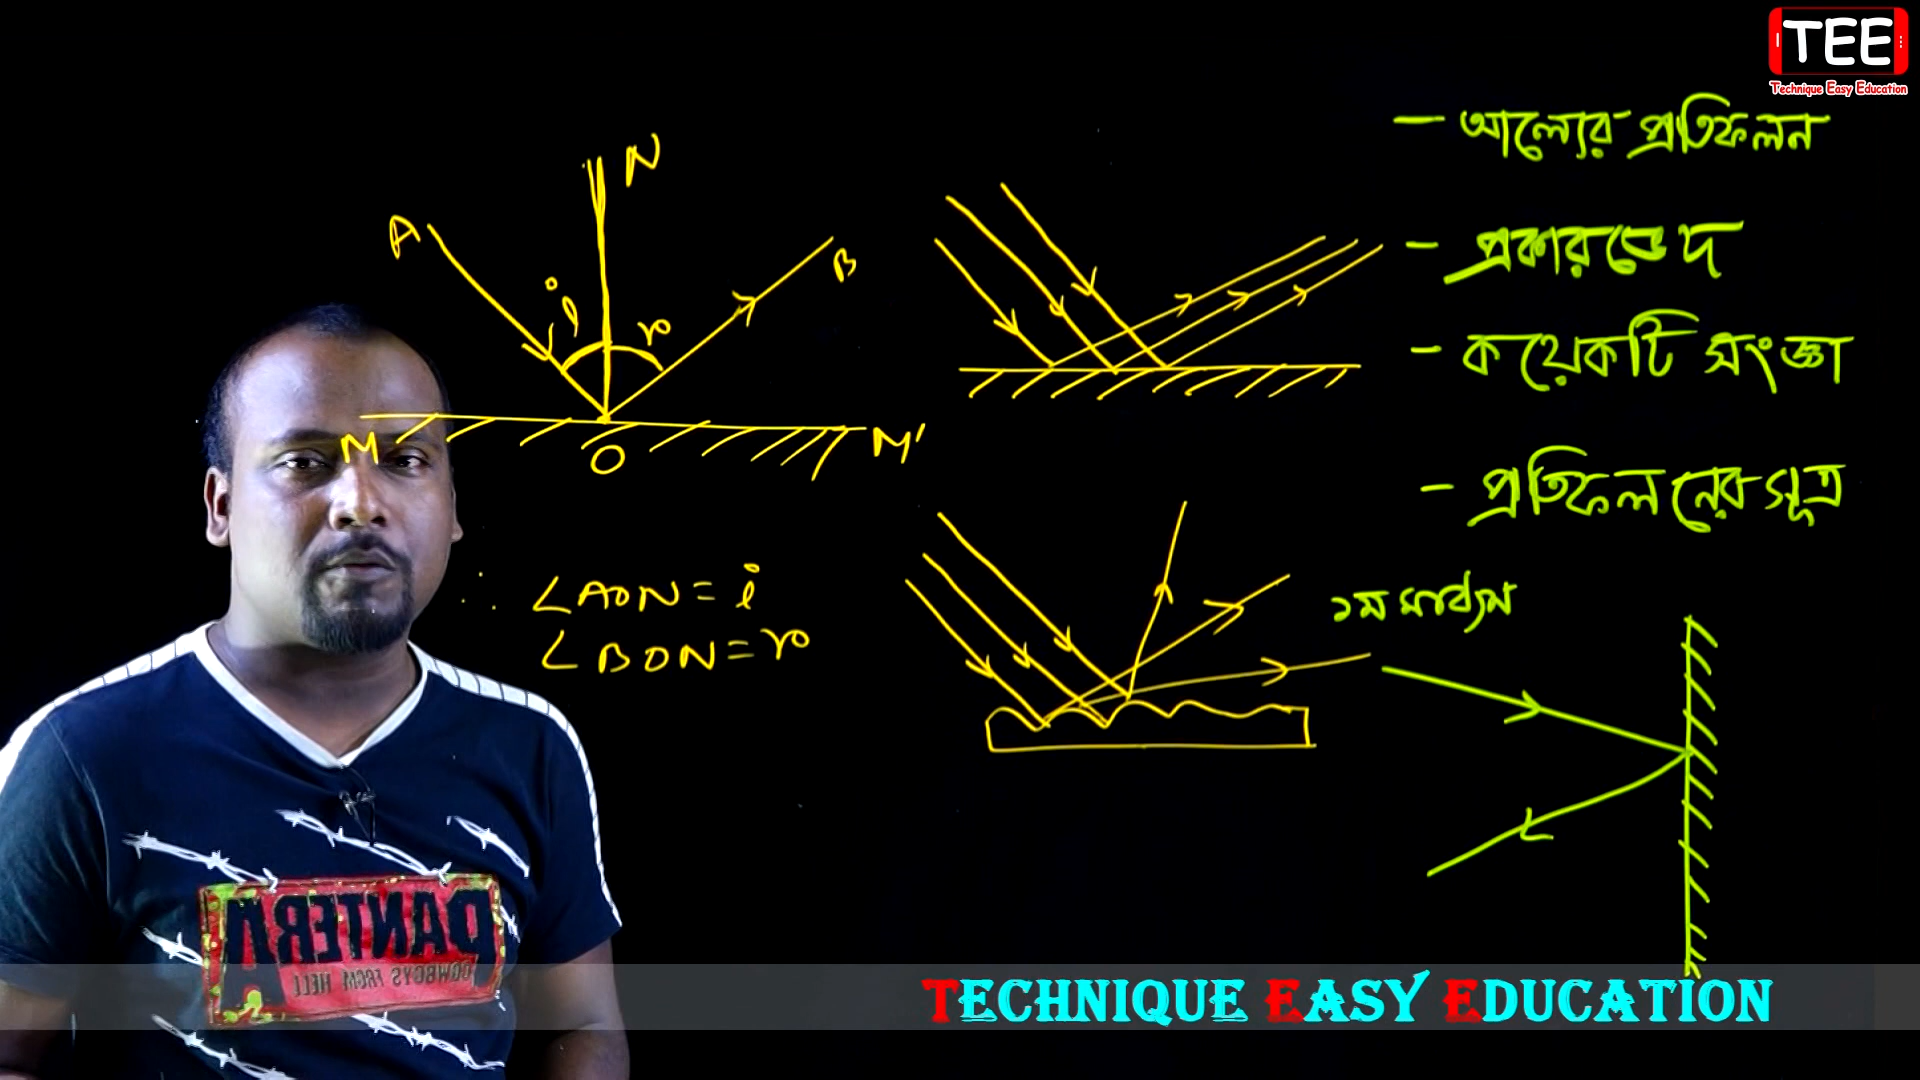 TEE
Technique Easy Education
- আলোর প্রতিফলন
- প্রকারভেদ
- কয়েকটি সংজ্ঞা
- প্রতিফলনের সূত্র
N
A
B
i
r
M
O
M'
∴ ∠AON = i
∠BON = r
১ম মাধ্যম
PANTERA
COWBOYS FROM HELL
TECHNIQUE EASY EDUCATION